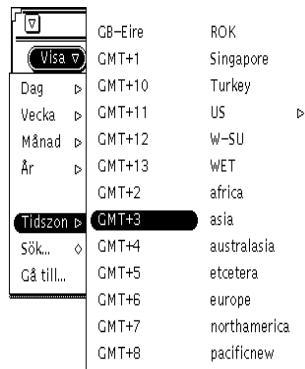 Visa
Dag
Vecka
Månad
År
Tidszon
Sök...
Gå till...
GB-Eire
GMT+1
GMT+10
GMT+11
GMT+12
GMT+13
GMT+2
GMT+3
GMT+4
GMT+5
GMT+6
GMT+7
GMT+8
ROK
Singapore
Turkey
US
W-SU
WET
africa
asia
australasia
etcetera
europe
northamerica
pacificnew